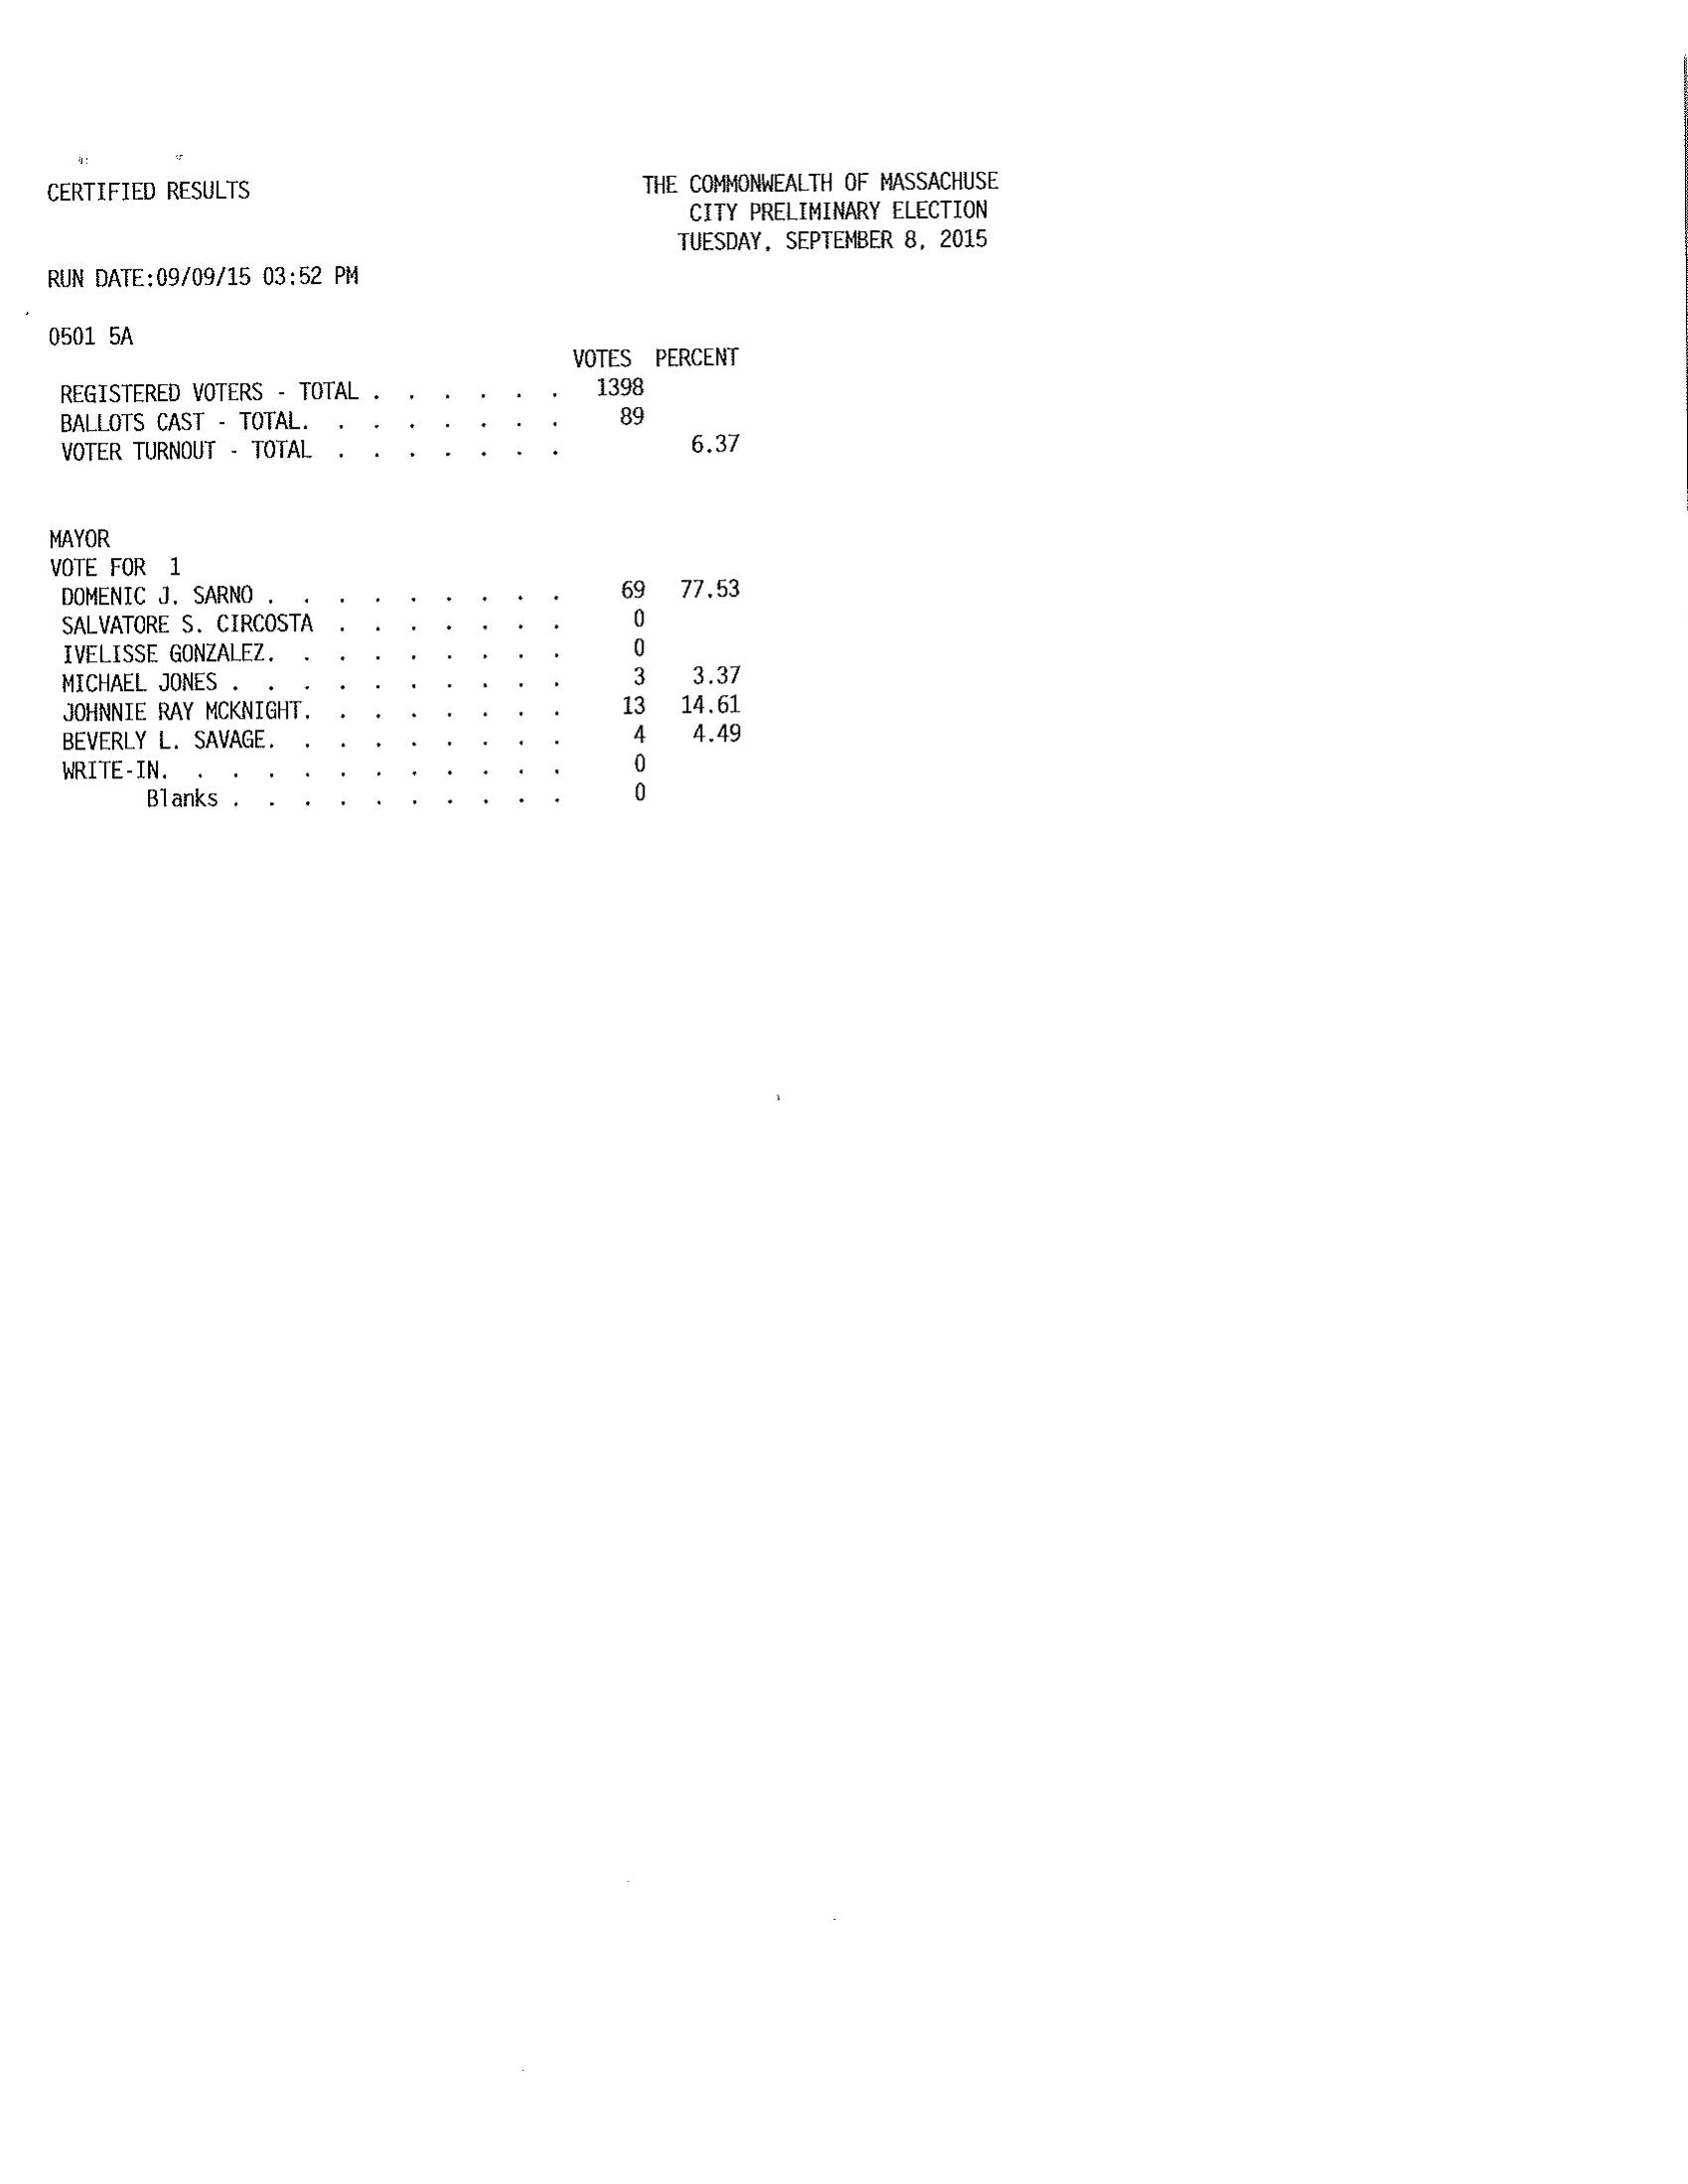 CERTIFIED RESULTS
THE COMMONWEALTH OF MASSACHUSE
CITY PRELIMINARY ELECTION
TUESDAY, SEPTEMBER 8, 2015
RUN DATE:09/09/15 03:52 PM
0501 5A
VOTES PERCENT
REGISTERED VOTERS - TOTAL . . . . . . 1398
BALLOTS CAST - TOTAL. . . . . . . . 89
VOTER TURNOUT - TOTAL . . . . . . . 6.37
MAYOR
VOTE FOR 1
DOMENIC J. SARNO . . . . . . . . . 69 77.53
SALVATORE S. CIRCOSTA . . . . . . . 0
IVELISSE GONZALEZ. . . . . . . . . 0
MICHAEL JONES . . . . . . . . . . 3 3.37
JOHNNIE RAY MCKNIGHT. . . . . . . . 13 14.61
BEVERLY L. SAVAGE. . . . . . . . . 4 4.49
WRITE-IN. . . . . . . . . . . . 0
Blanks . . . . . . . . . . 0